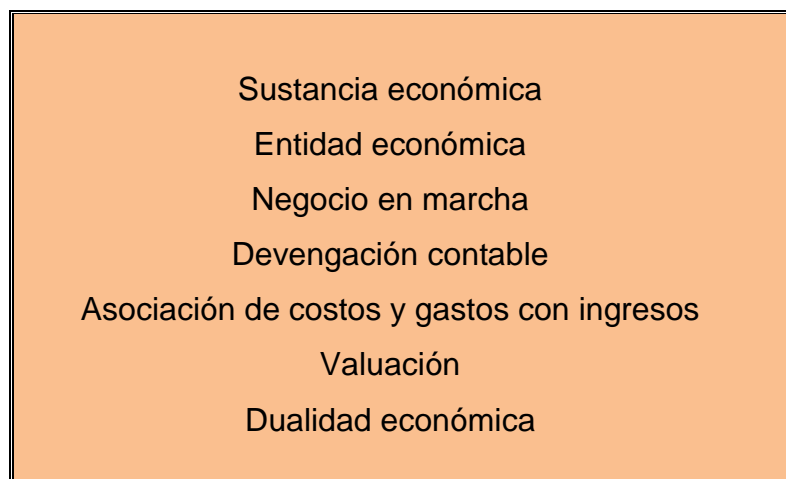 Sustancia económica
Entidad económica
Negocio en marcha
Devengación contable
Asociación de costos y gastos con ingresos
Valuación
Dualidad económica